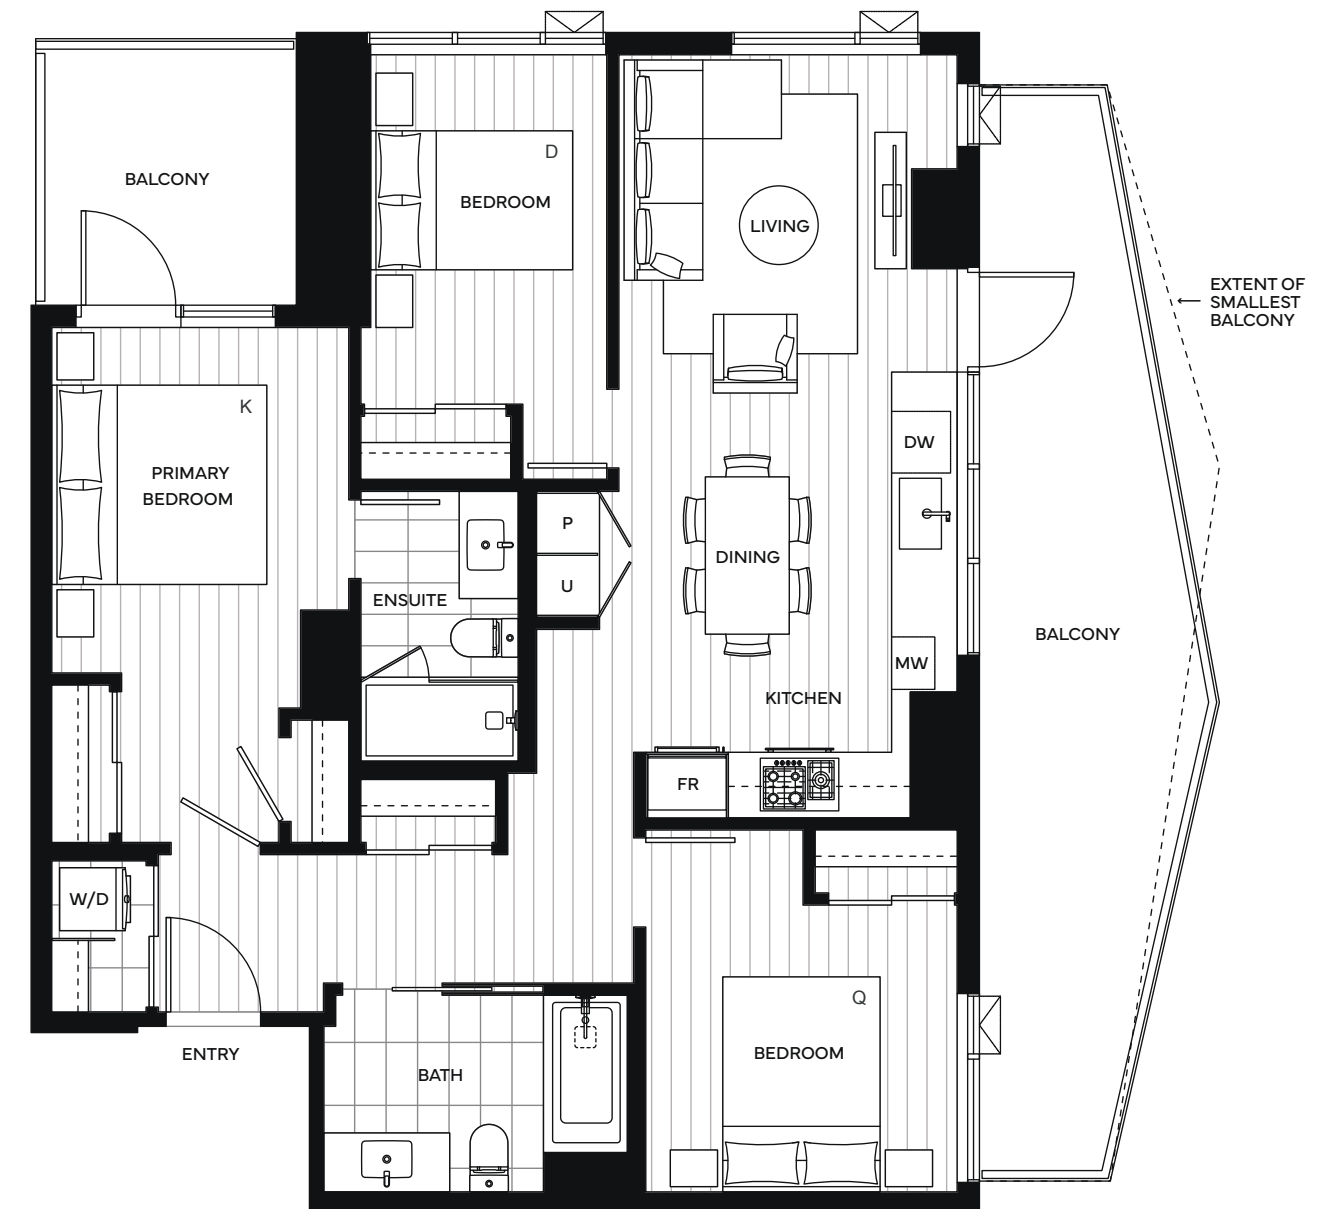 BALCONY
D
BEDROOM
LIVING
EXTENT OF
SMALLEST
BALCONY
K
PRIMARY
BEDROOM
DW
P
DINING
U
ENSUITE
BALCONY
MW
KITCHEN
FR
W/D
Q
ENTRY
BEDROOM
BATH